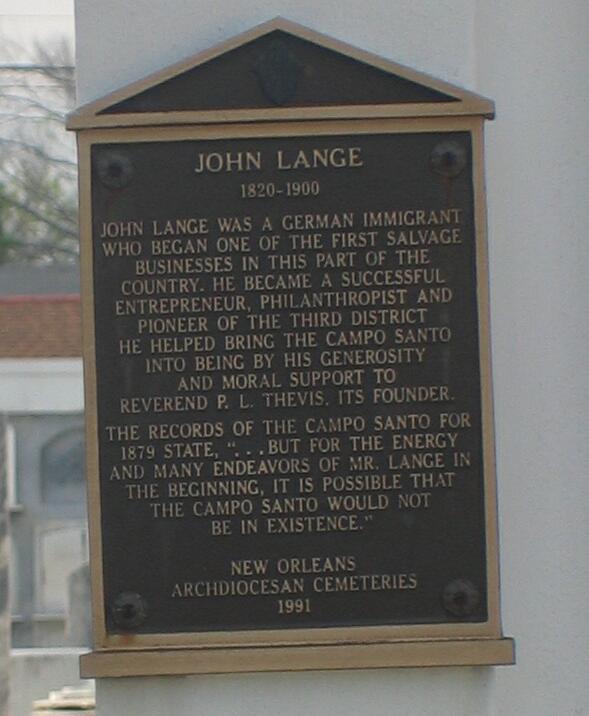 JOHN LANGE
1820-1900
JOHN LANGE WAS A GERMAN IMMIGRANT
WHO BEGAN ONE OF THE FIRST SALVAGE
BUSINESSES IN THIS PART OF THE
COUNTRY. HE BECAME A SUCCESSFUL
ENTREPRENEUR, PHILANTHROPIST AND
PIONEER OF THE THIRD DISTRICT
HE HELPED BRING THE CAMPO SANTO
INTO BEING BY HIS GENEROSITY
AND MORAL SUPPORT TO
REVEREND P. L. THEVIS, ITS FOUNDER.
THE RECORDS OF THE CAMPO SANTO FOR
1879 STATE, "...BUT FOR THE ENERGY
AND MANY ENDEAVORS OF MR. LANGE IN
THE BEGINNING, IT IS POSSIBLE THAT
THE CAMPO SANTO WOULD NOT
BE IN EXISTENCE."
NEW ORLEANS
ARCHDIOCESAN CEMETERIES
1991